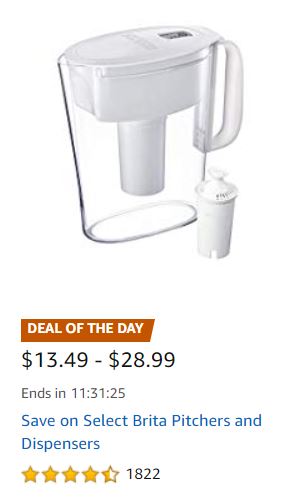 DEAL OF THE DAY
$13.49 - $28.99
Ends in 11:31:25
Save on Select Brita Pitchers and
Dispensers
1822